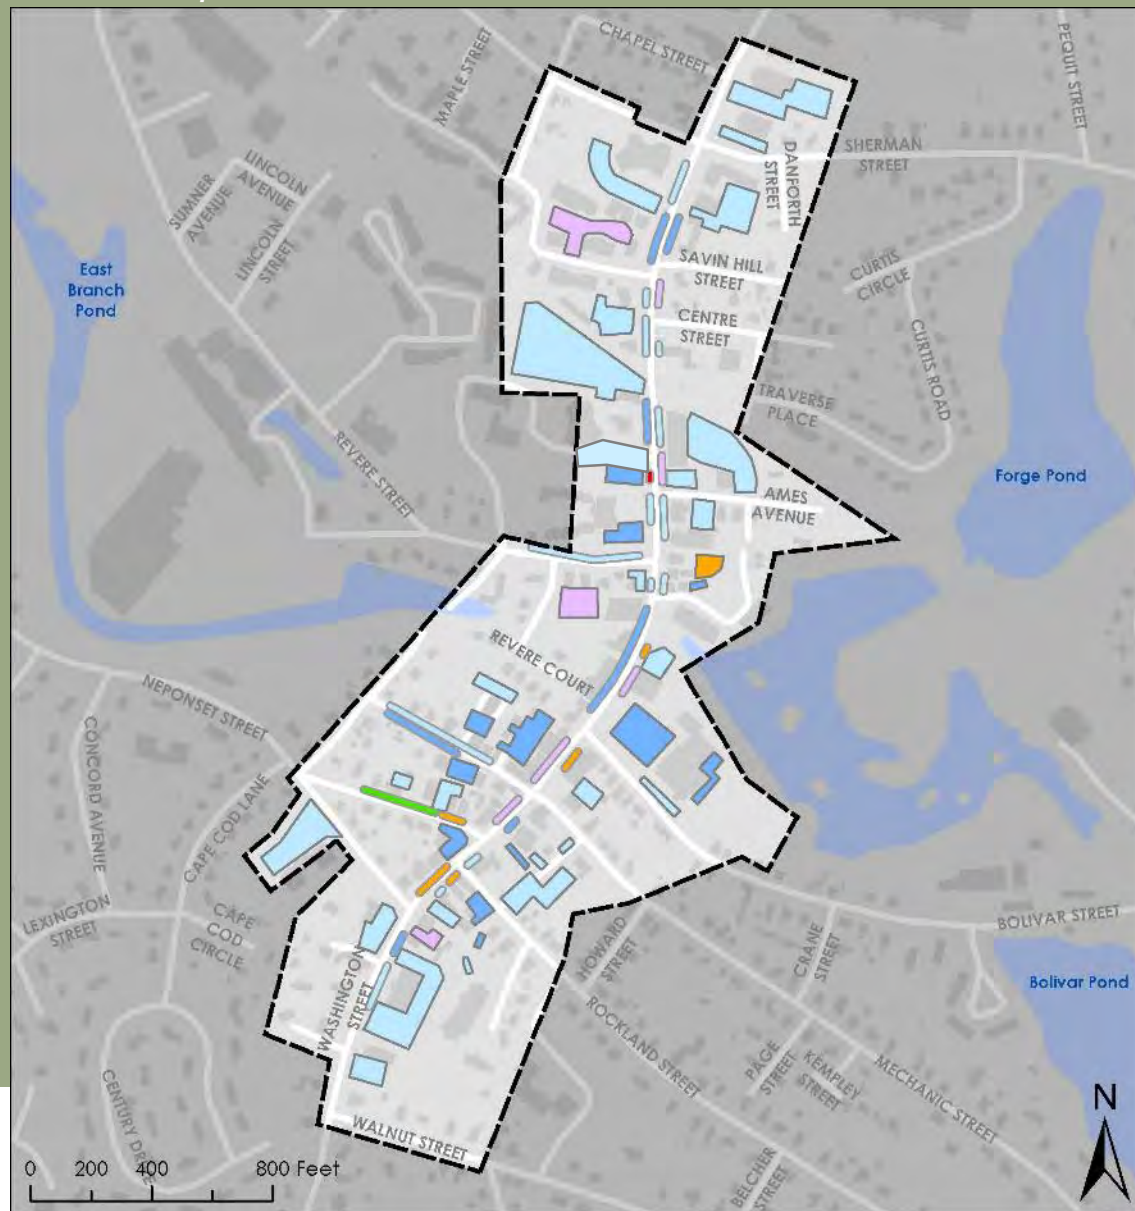 CHAPEL STREET
MAPLE STREET
PEQUIT STREET
SHERMAN
STREET
DANFORTH
STREET
LINCOLN
AVENUE
SUMNER
AVENUE
LINCOLN
STREET
East
Branch
Pond
SAVIN HILL
STREET
CURTIS
CIRCLE
CENTRE
STREET
CURTIS ROAD
TRAVERSE
PLACE
REVERE STREET
Forge Pond
AMES
AVENUE
REVERE COURT
NEPONSET STREET
CONCORD AVENUE
CAPE COD LANE
LEXINGTON
STREET
CAPE
COD
CIRCLE
BOLIVAR STREET
HOWARD
STREET
CRANE
STREET
Bolivar Pond
WASHINGTON
STREET
ROCKLAND STREET
PAGE
STREET
KEMPLEY
STREET
MECHANIC STREET
CENTURY DRIVE
WALNUT STREET
BELCHER
STREET
N
0 200 400 800 Feet